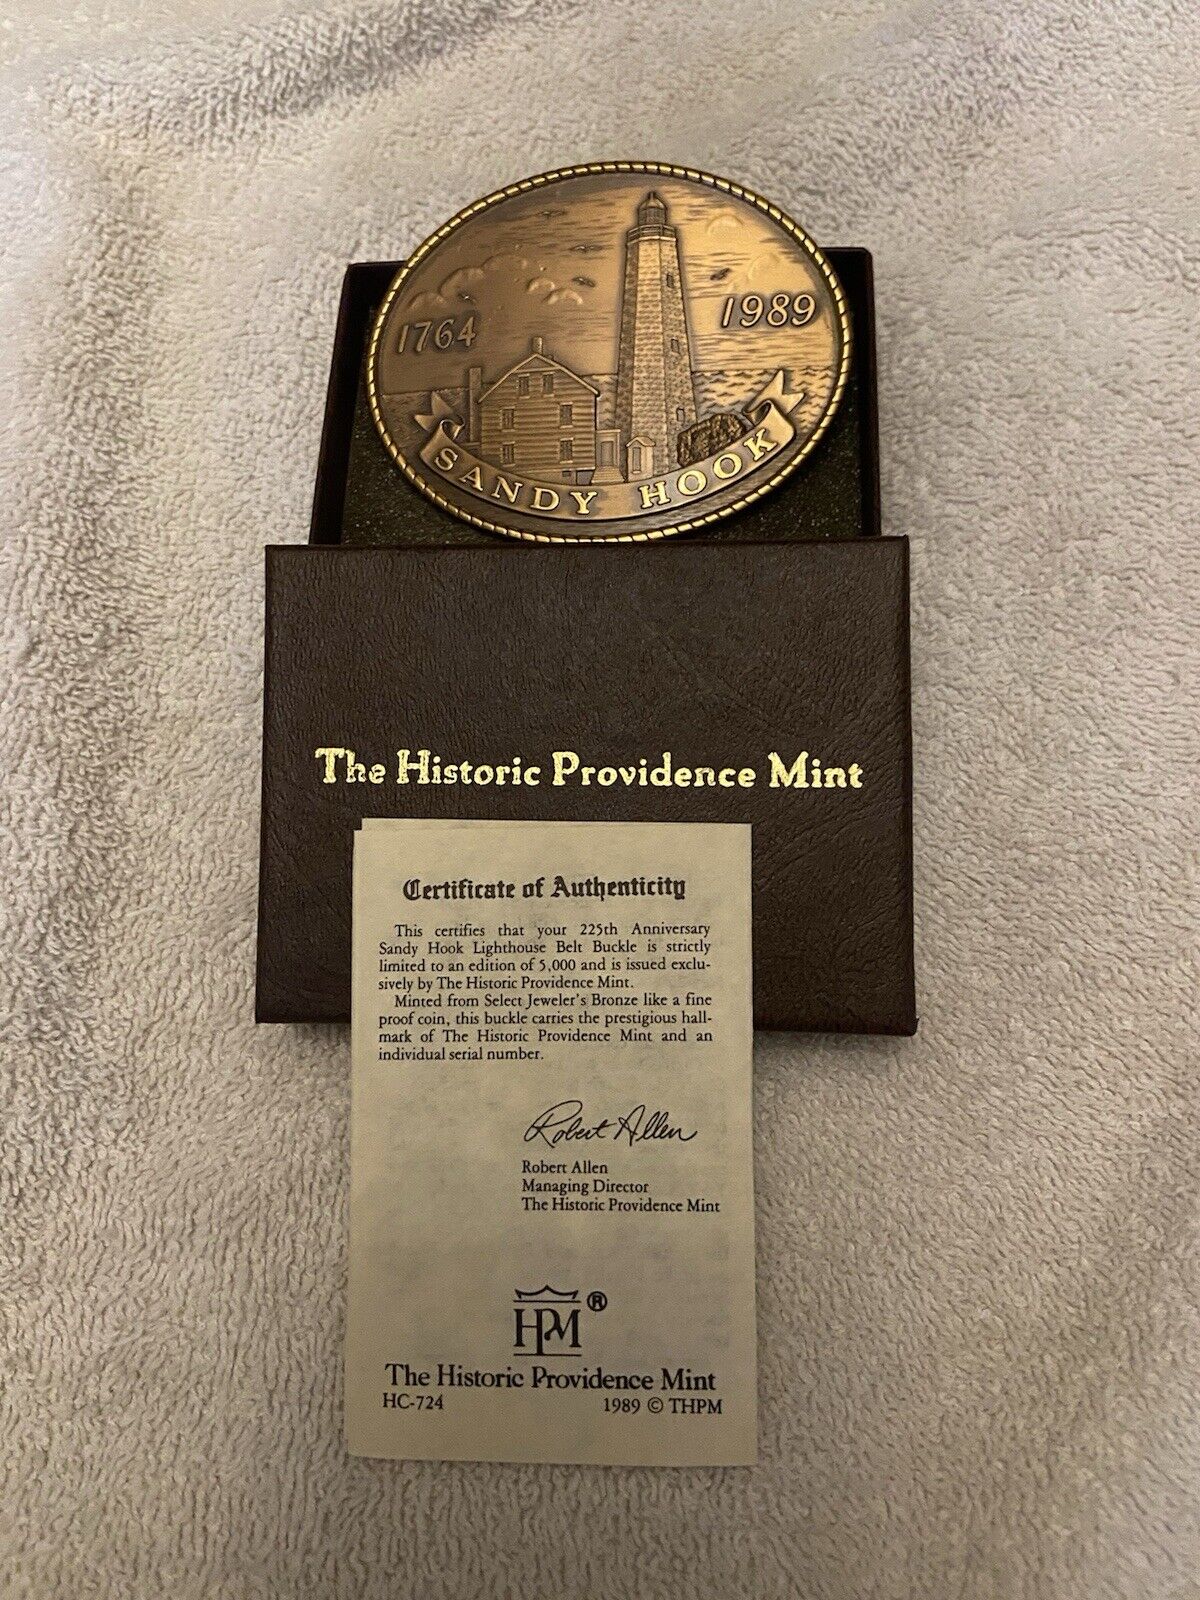 1764
1989
SANDY HOOK
The Historic Providence Mint
Certificate of Authenticity
This certifies that your 225th Anniversary
Sandy Hook Lighthouse Belt Buckle is strictly
limited to an edition of 5,000 and is issued exclu-
sively by The Historic Providence Mint.
Minted from Select Jeweler's Bronze like a fine
proof coin, this buckle carries the prestigious hall-
mark of The Historic Providence Mint and an
individual serial number.
Robert Allen
Robert Allen
Managing Director
The Historic Providence Mint
HPM®
The Historic Providence Mint
HC-724 1989 © THPM